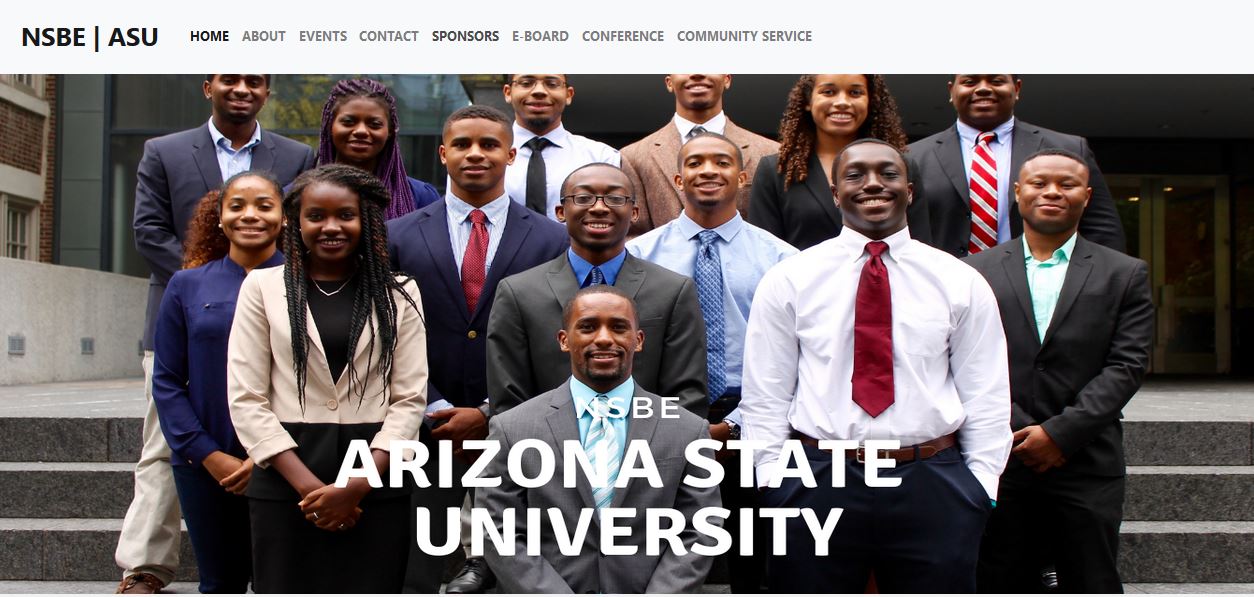 NSBE | ASU HOME ABOUT EVENTS CONTACT SPONSORS E-BOARD CONFERENCE COMMUNITY SERVICE
NSBE
ARIZONA STATE
UNIVERSITY